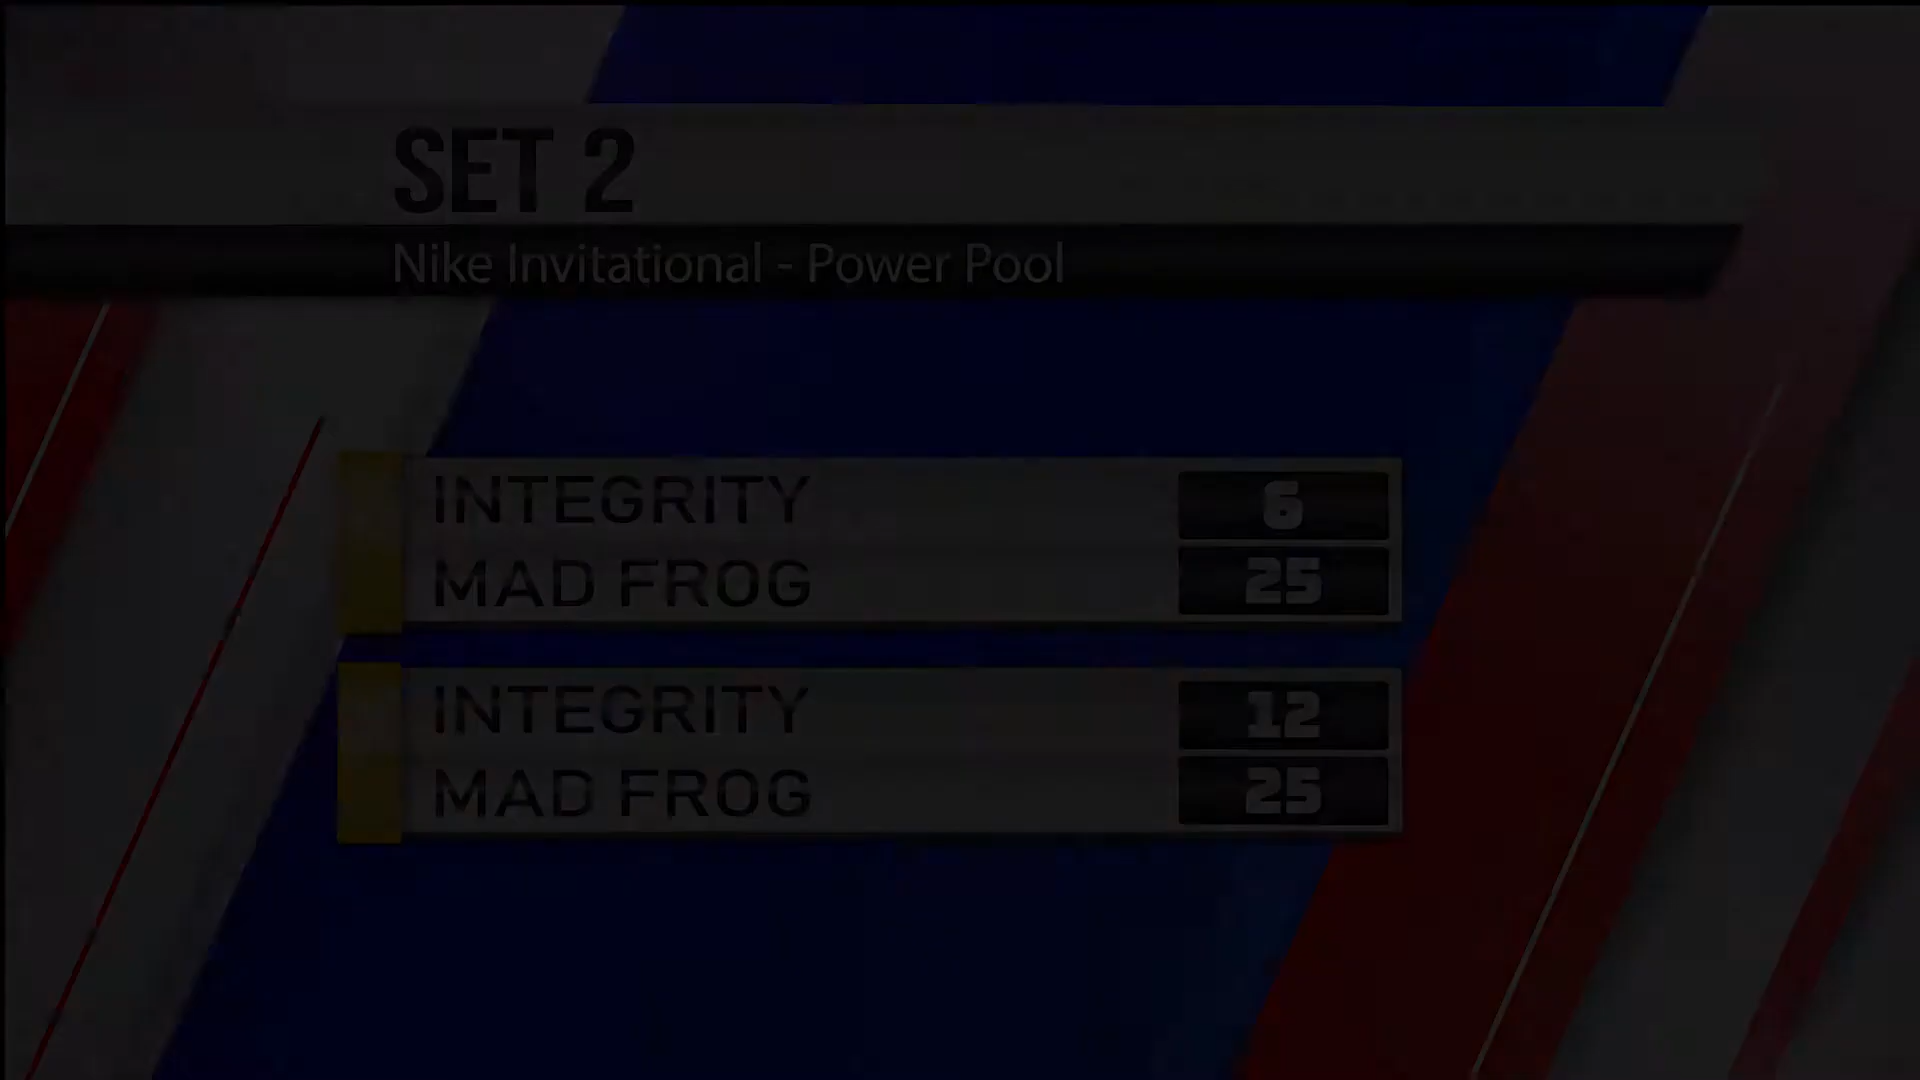 SET 2
Nike Invitational - Power Pool
INTEGRITY 6
MAD FROG 25
INTEGRITY 12
MAD FROG 25